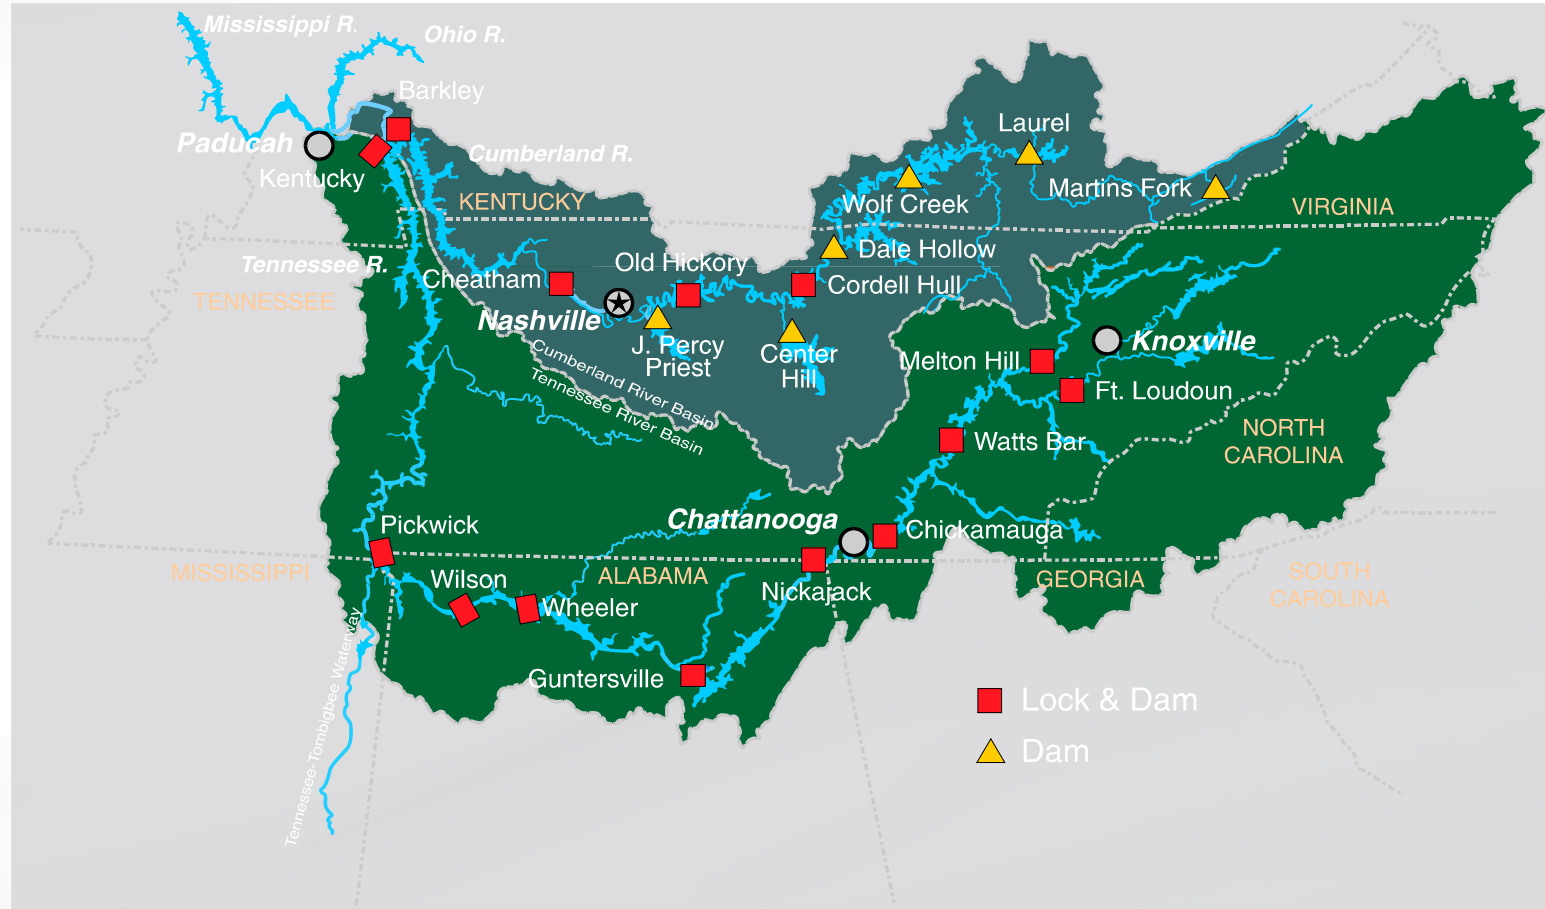 Mississippi R.
Ohio R.
Barkley
Paducah
Kentucky
Cumberland R.
KENTUCKY
Laurel
Martins Fork
Wolf Creek
VIRGINIA
Tennessee R.
TENNESSEE
Cheatham
Old Hickory
Dale Hollow
Cordell Hull
Nashville
J. Percy
Priest
Center
Hill
Cumberland River Basin
Tennessee River Basin
Knoxville
Melton Hill
Ft. Loudoun
Watts Bar
NORTH
CAROLINA
Pickwick
Chattanooga
Chickamauga
MISSISSIPPI
Wilson
ALABAMA
Nickajack
GEORGIA
SOUTH
CAROLINA
Wheeler
Guntersville
Tennessee-Tombigbee Waterway
Lock & Dam
Dam